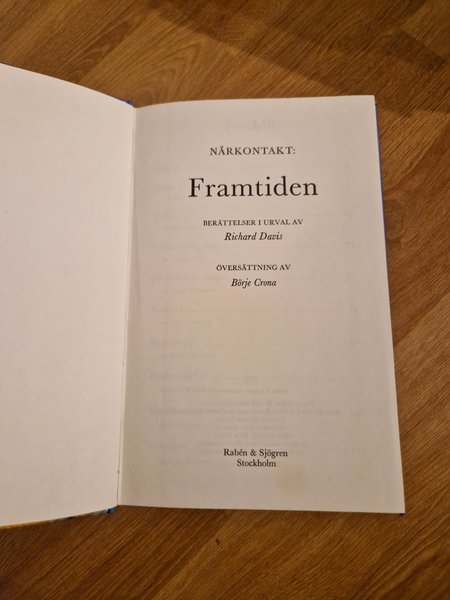 NÄRKONTAKT:
Framtiden
BERÄTTELSER I URVAL AV
Richard Davis
ÖVERSÄTTNING AV
Börje Crona
Rabén & Sjögren
Stockholm